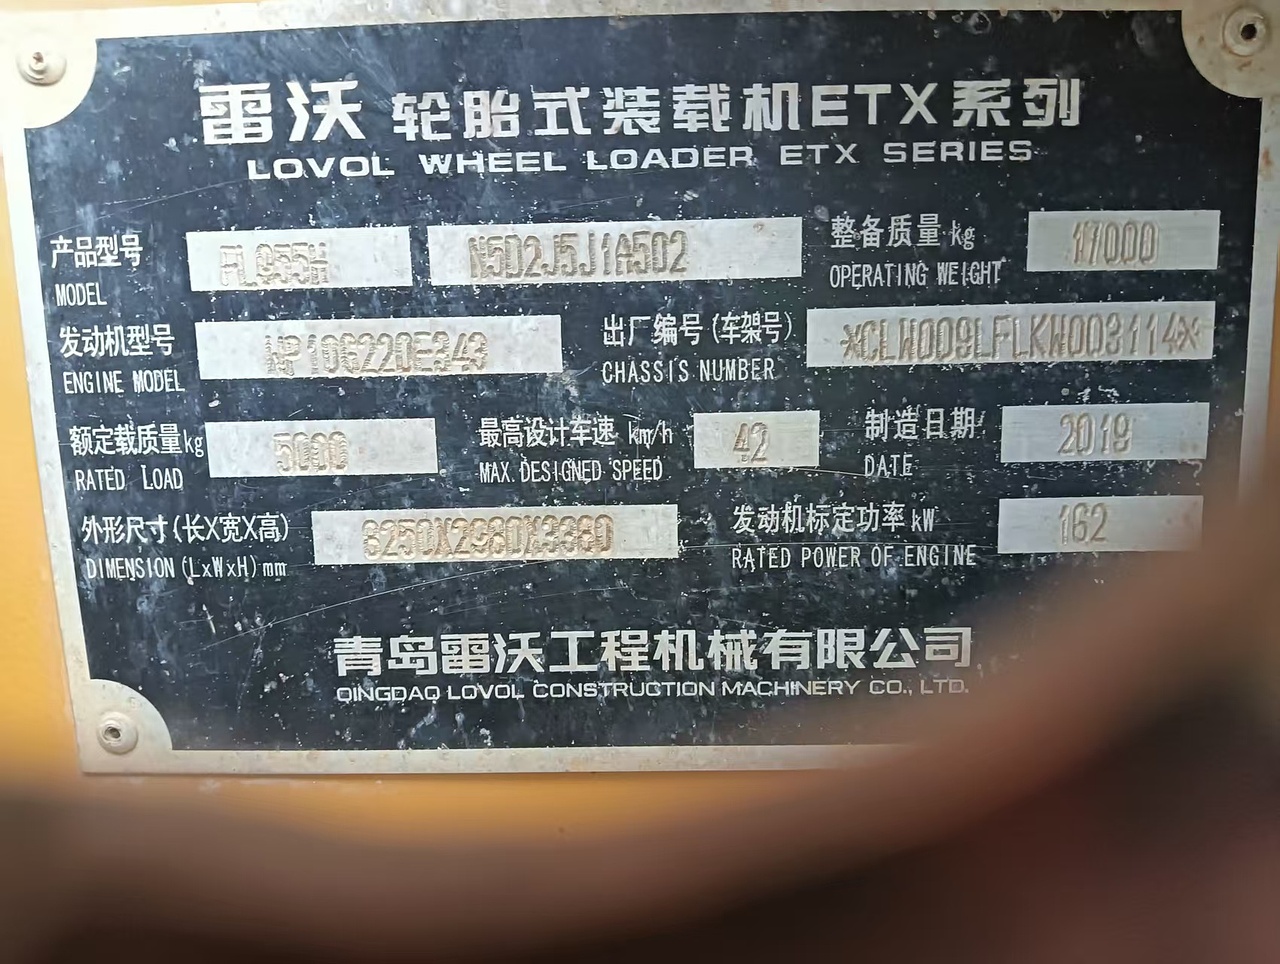 雷沃 轮胎式装载机ETX系列
LOVOL WHEEL LOADER ETX SERIES
产品型号 FL955H N5D2J5J1A502 整备质量 kg 17000
MODEL OPERATING WEIGHT
发动机型号 WP10G220E343 出厂编号(车架号)
ENGINE MODEL CHASSIS NUMBER
额定载质量kg 5000 最高设计车速 km/h 42 制造日期
RATED LOAD MAX.DESIGNED SPEED DATE
外形尺寸(长X宽X高) 发动机标定功率kW 162
DIMENSION(LxWxH)mm RATED POWER OF ENGINE
青岛雷沃工程机械有限公司
QINGDAO LOVOL CONSTRUCTION MACHINERY CO., LTD.